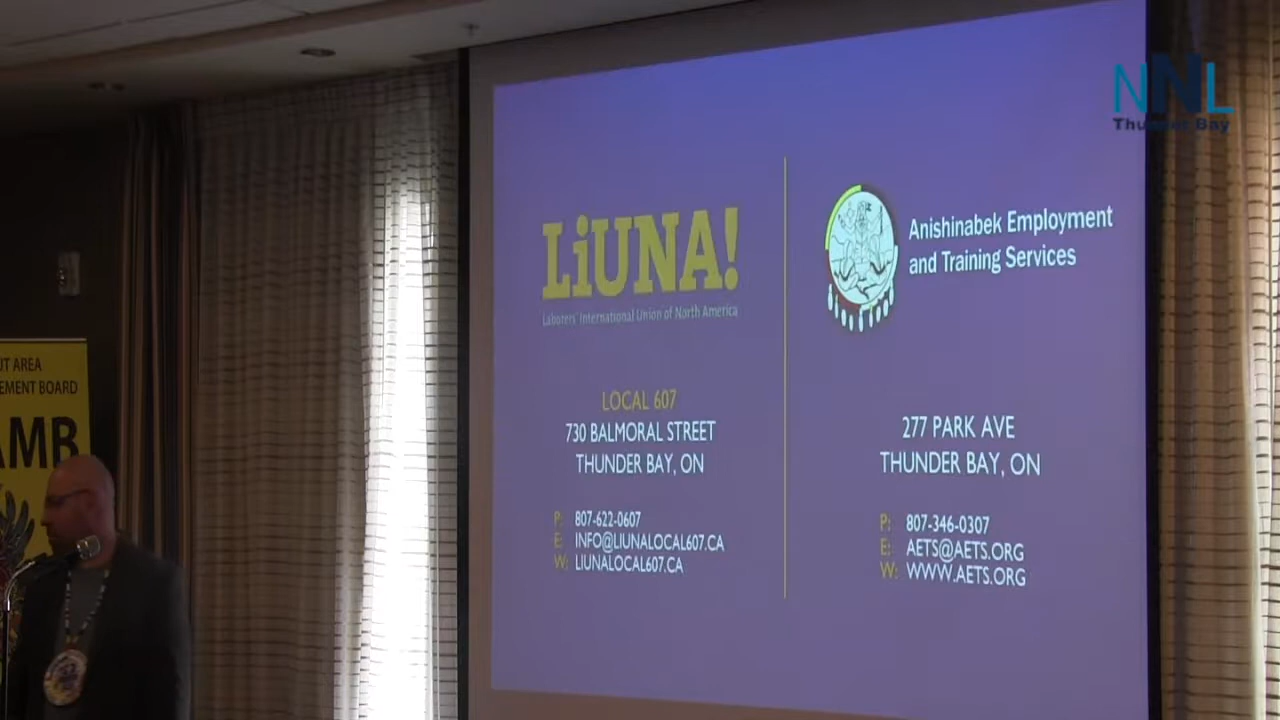 NNL
Thunder Bay
LiUNA!
Laborers' International Union of North America
LOCAL 607
730 BALMORAL STREET
THUNDER BAY, ON
P: 807-622-0607
E: INFO@LIUNALOCAL607.CA
W: LIUNALOCAL607.CA
Anishinabek Employment
and Training Services
277 PARK AVE
THUNDER BAY, ON
P: 807-346-0307
E: AETS@AETS.ORG
W: WWW.AETS.ORG
UT AREA
EMENT BOARD
AMB